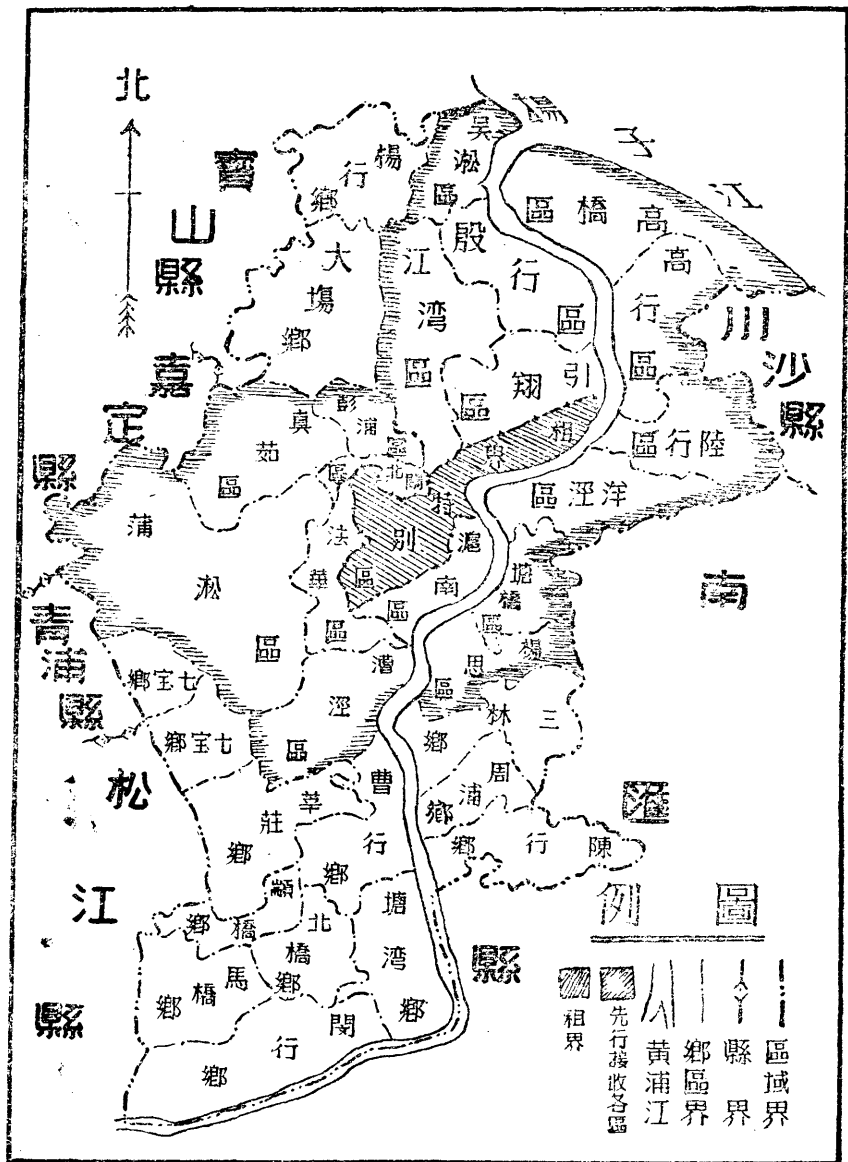 北
揚子江
寶山縣
嘉定縣
青浦縣
松江縣
川沙縣
南滙縣
吳淞區
楊行鄉
大場鄉
江湾區
殷行區
高橋區
高行區
引翔區
陸行區
洋涇區
彭浦區
真茹區
閘北區
租界
特別區
法華區
滬南區
蒲淞區
塘橋區
楊思區
漕涇區
七宝鄉
七宝鄉
三林鄉
周浦鄉
陳行鄉
莘莊鄉
曹行鄉
顓橋鄉
北橋鄉
塘湾鄉
馬橋鄉
閔行鄉
圖例
區域界
縣界
鄉區界
黃浦江
先行接收各區
租界